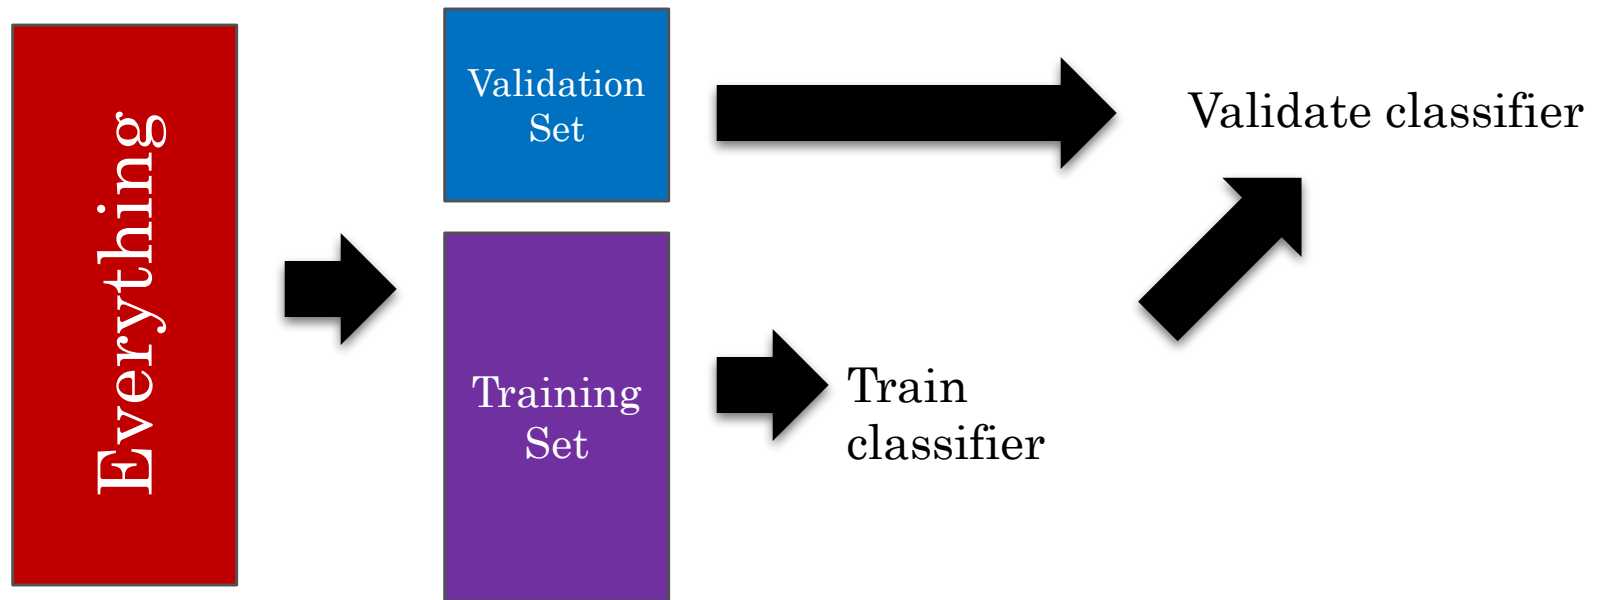 Everything
Validation
Set
Training
Set
Train
classifier
Validate classifier